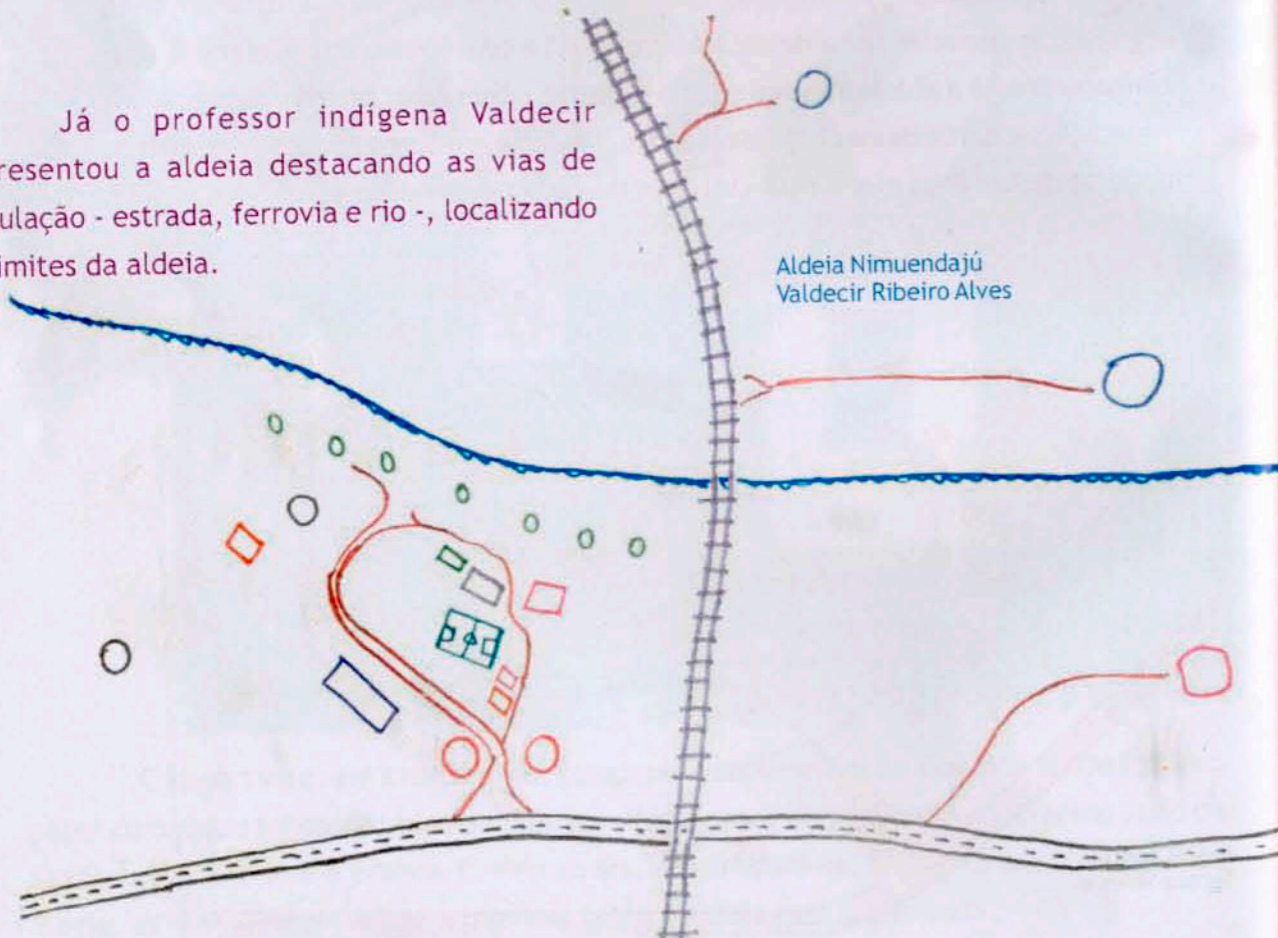 Já o professor indígena Valdecir
resentou a aldeia destacando as vias de
ulação - estrada, ferrovia e rio -, localizando
imites da aldeia.
Aldeia Nimuendajú
Valdecir Ribeiro Alves